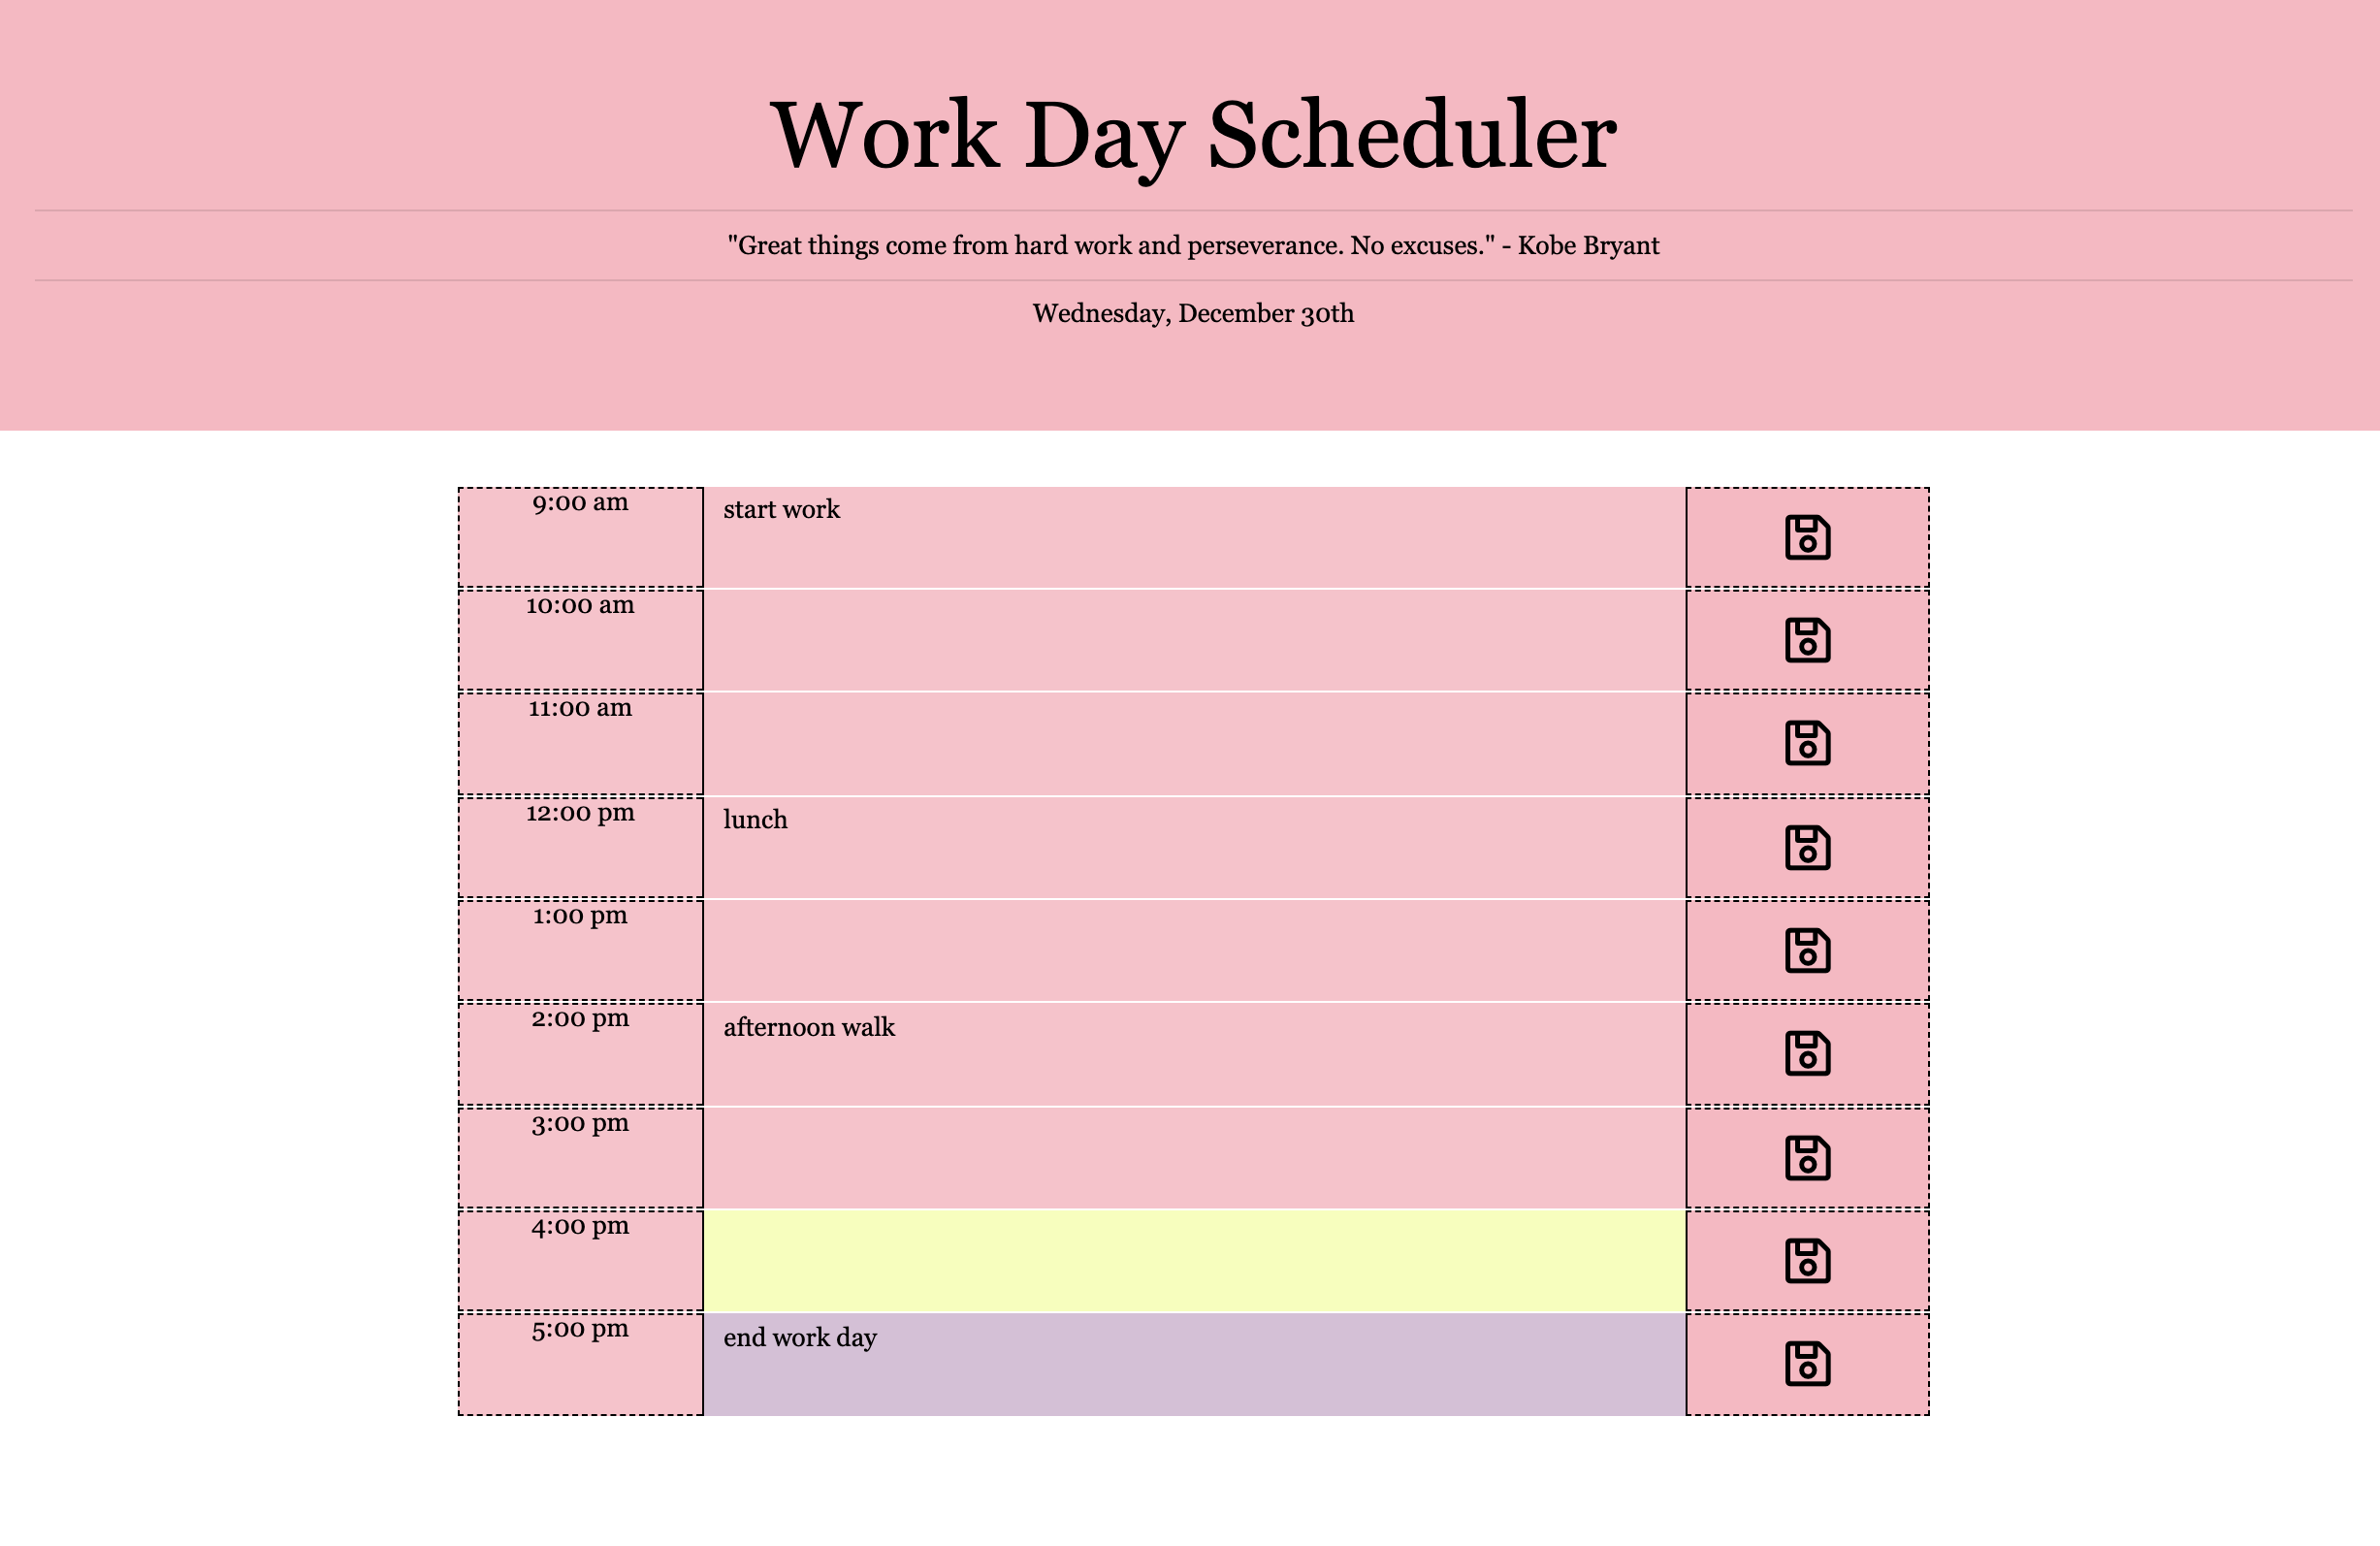 Work Day Scheduler
"Great things come from hard work and perseverance. No excuses." - Kobe Bryant
Wednesday, December 30th
9:00 am start work
10:00 am
11:00 am
12:00 pm lunch
1:00 pm
2:00 pm afternoon walk
3:00 pm
4:00 pm
5:00 pm end work day